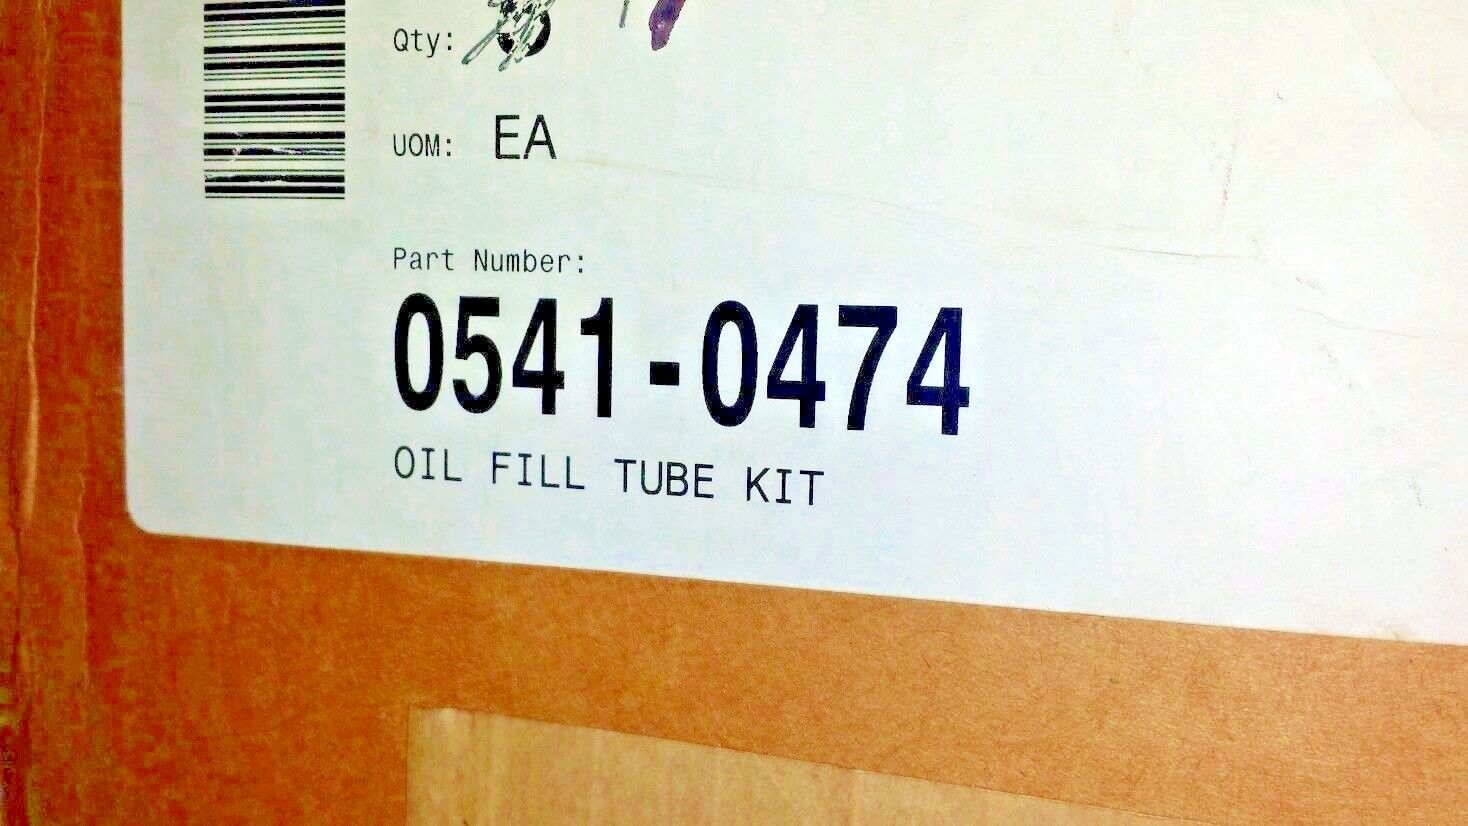 Qty:
UOM: EA
Part Number:
0541-0474
OIL FILL TUBE KIT